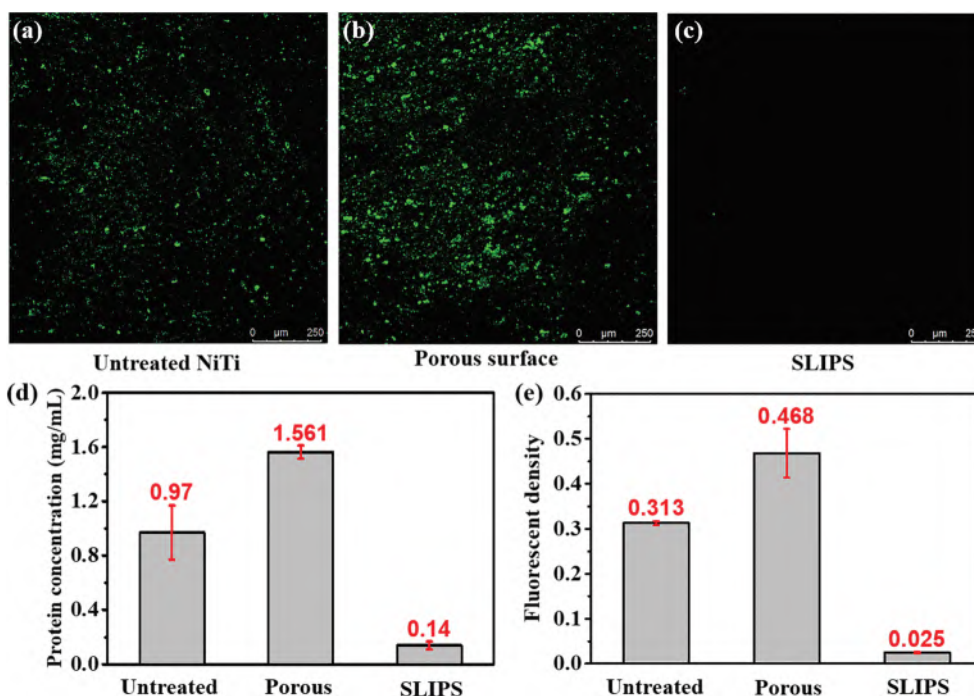 (a)
(b)
(c)
0 µm 250
0 µm 250
0 µm 25
Untreated NiTi
Porous surface
SLIPS
(d)
Protein concentration (mg/mL)
2.0
1.6
1.2
0.8
0.4
0.0
0.97
1.561
0.14
Untreated
Porous
SLIPS
(e)
Fluorescent density
0.6
0.5
0.4
0.3
0.2
0.1
0.0
0.313
0.468
0.025
Untreated
Porous
SLIPS